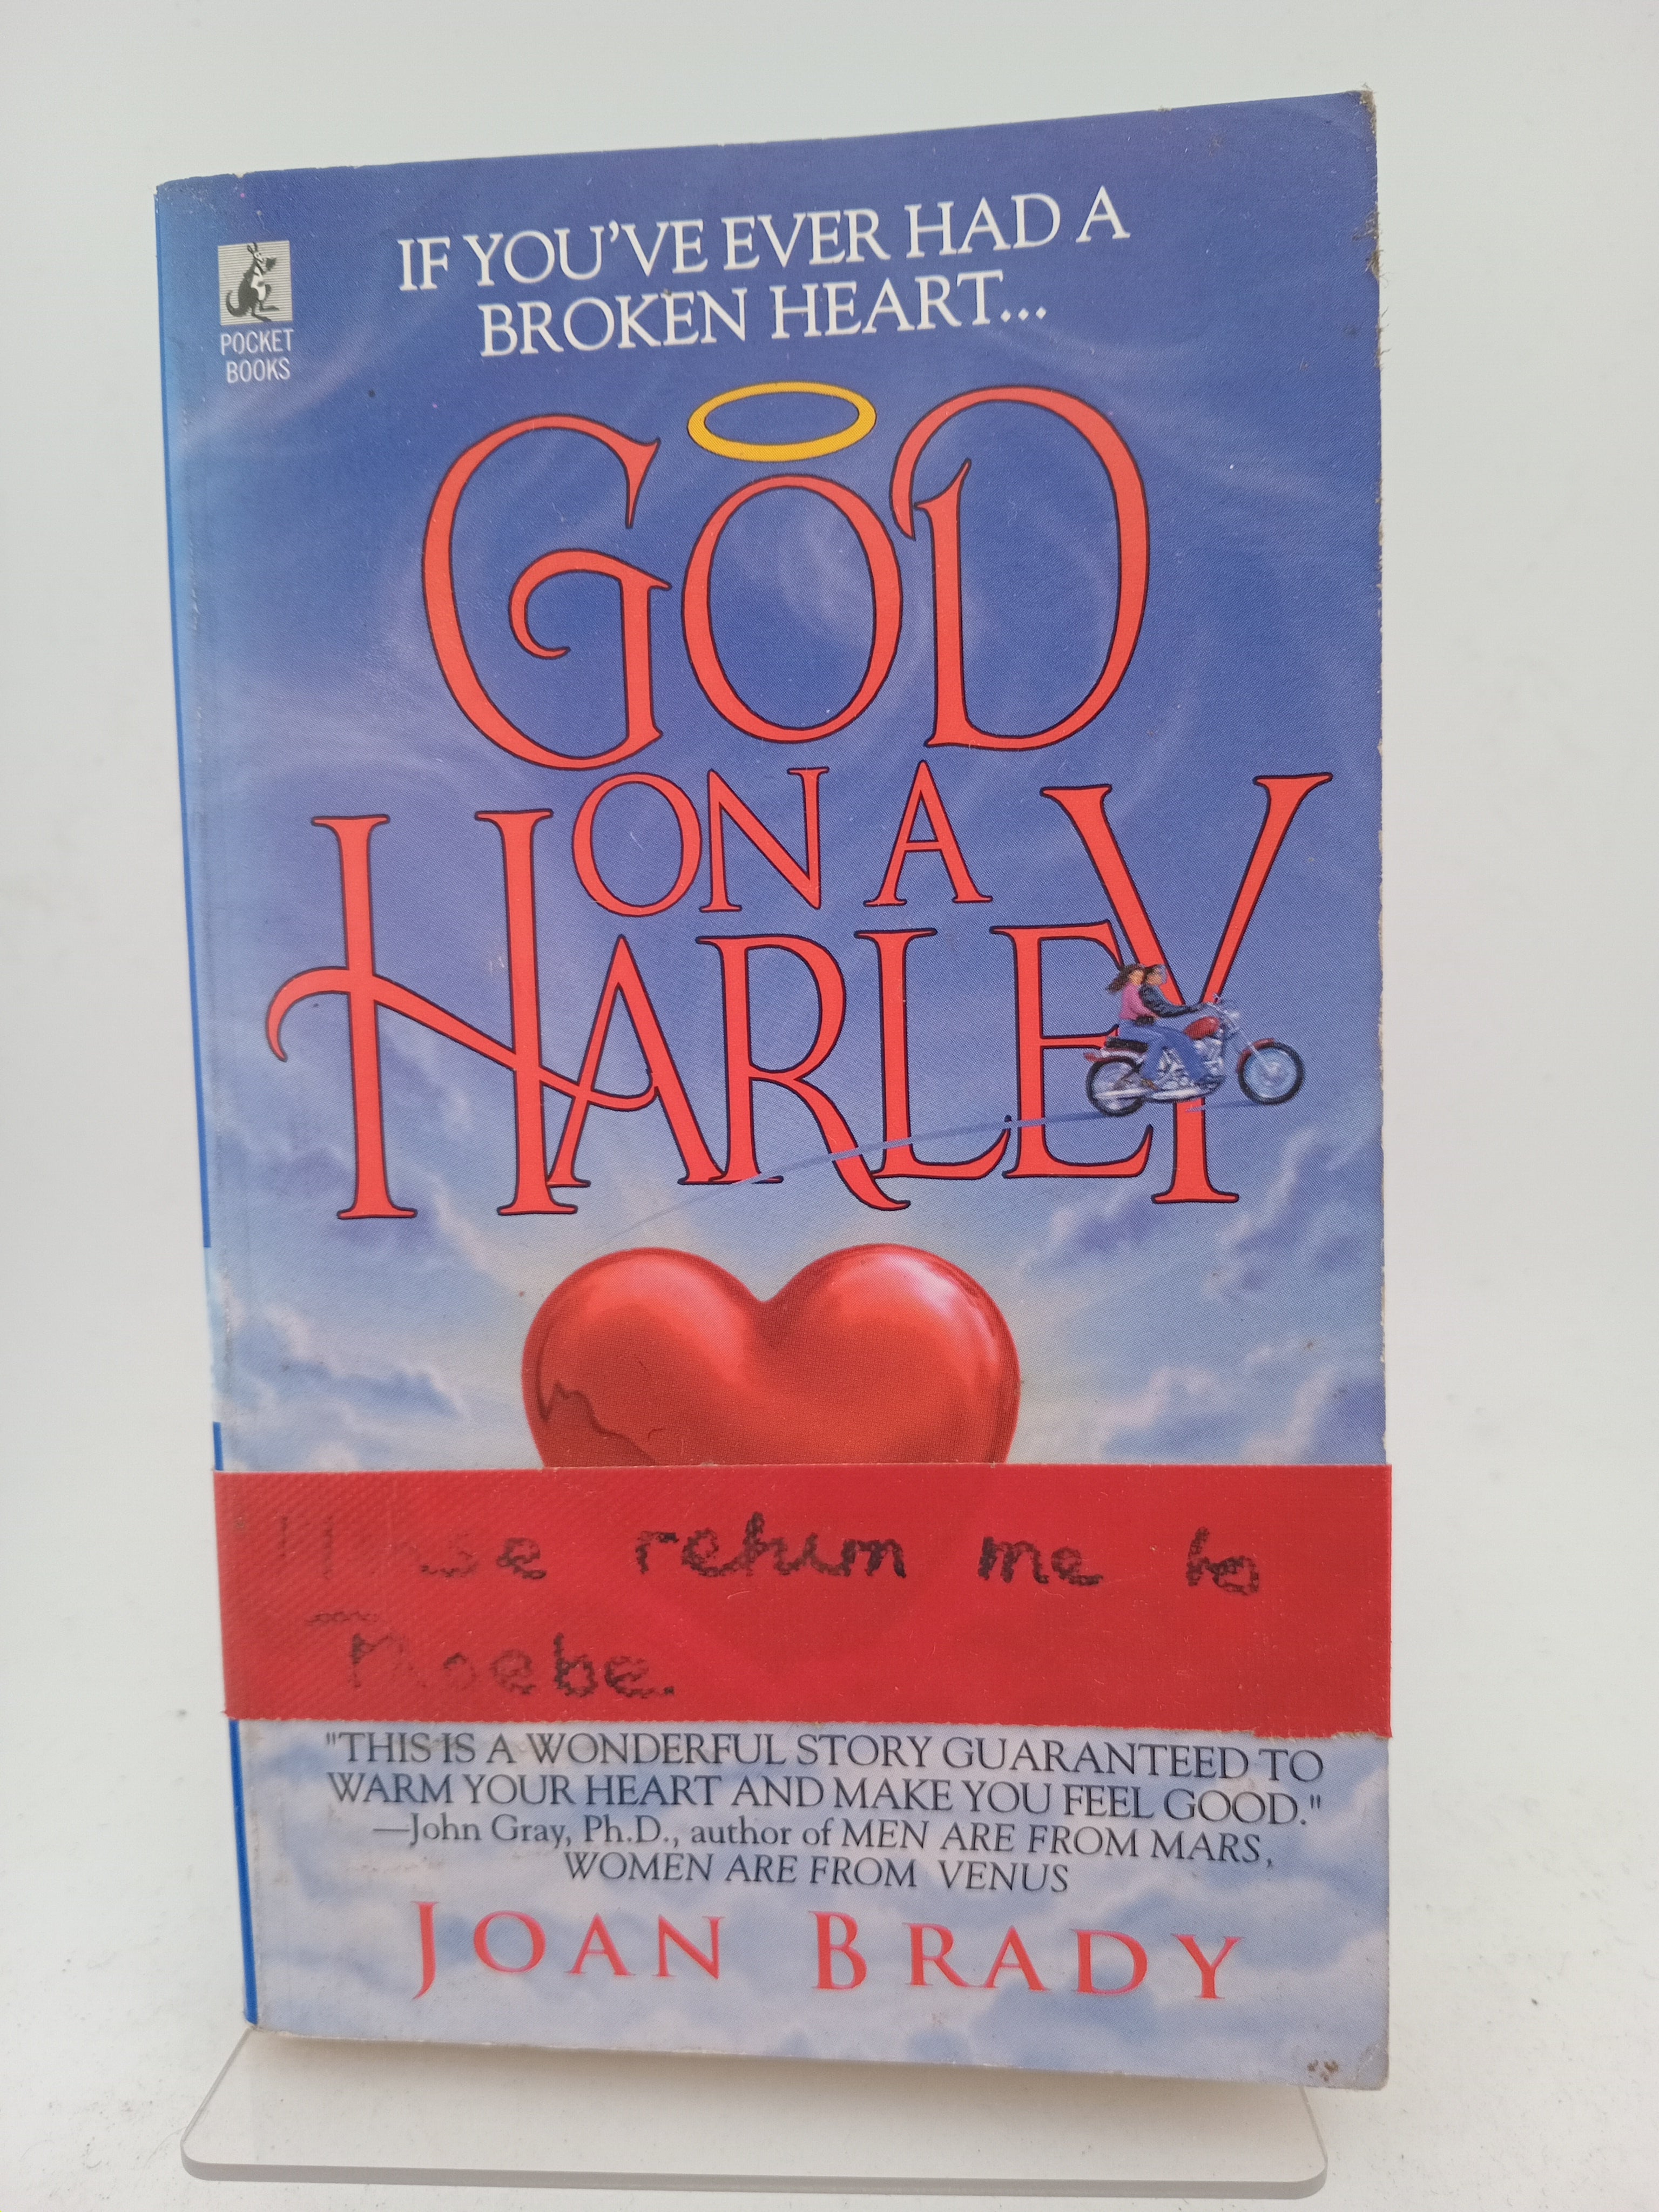 POCKET
BOOKS
IF YOU'VE EVER HAD A
BROKEN HEART...
GOD
ON A
HARLEY
Please return me to
Phoebe.
"THIS IS A WONDERFUL STORY GUARANTEED TO
WARM YOUR HEART AND MAKE YOU FEEL GOOD."
—John Gray, Ph.D., author of MEN ARE FROM MARS,
WOMEN ARE FROM VENUS
JOAN BRADY